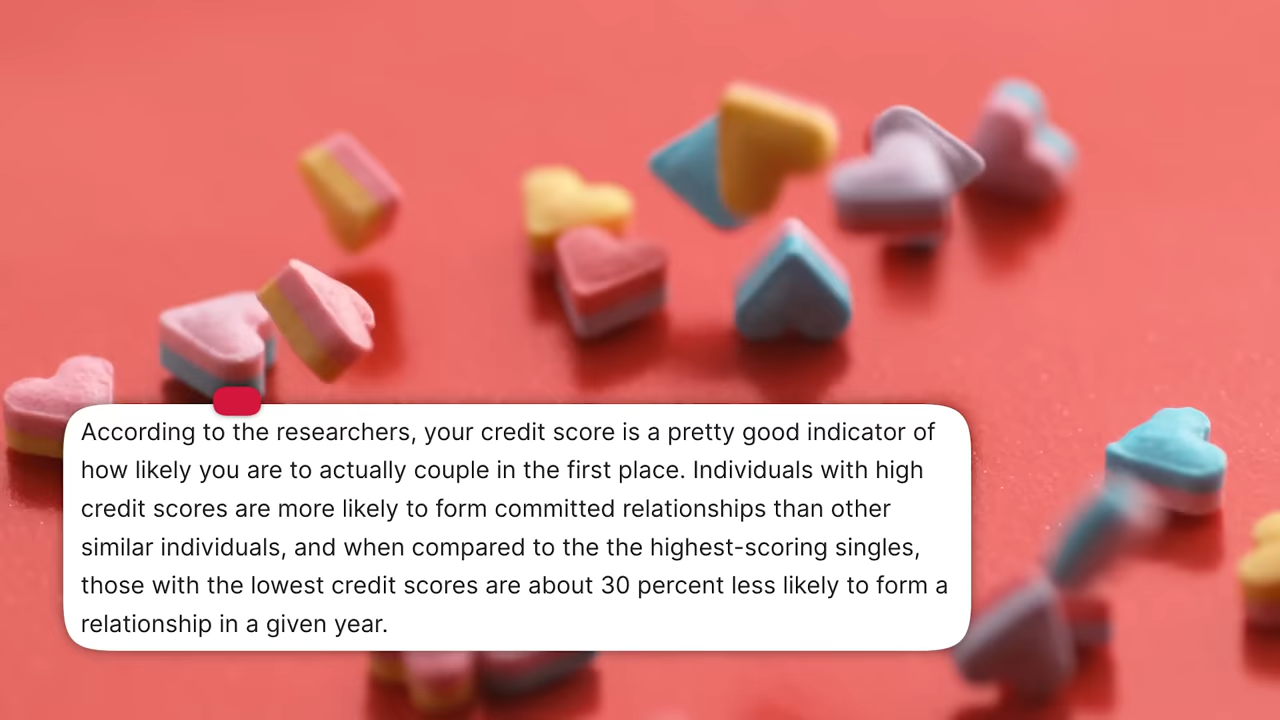 According to the researchers, your credit score is a pretty good indicator of
how likely you are to actually couple in the first place. Individuals with high
credit scores are more likely to form committed relationships than other
similar individuals, and when compared to the the highest-scoring singles,
those with the lowest credit scores are about 30 percent less likely to form a
relationship in a given year.